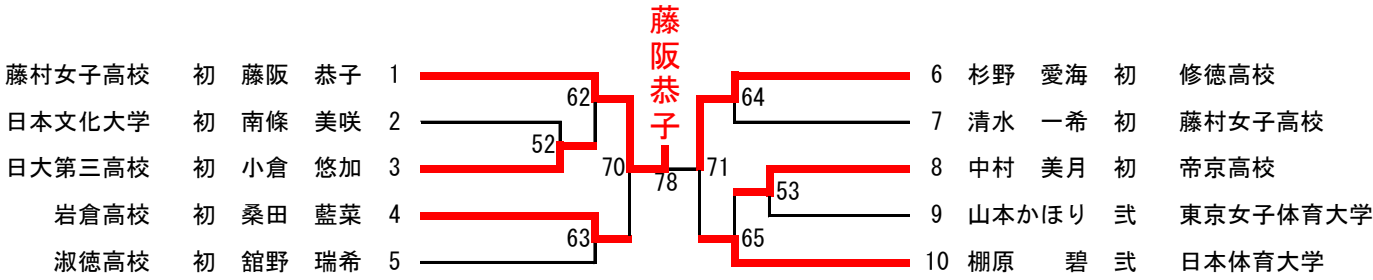 藤阪恭子
藤村女子高校 初 藤阪 恭子 1
日本文化大学 初 南條 美咲 2
日大第三高校 初 小倉 悠加 3
岩倉高校 初 桑田 藍菜 4
淑徳高校 初 舘野 瑞希 5
62
52
63
70
78
71
64
53
65
6 杉野 愛海 初 修徳高校
7 清水 一希 初 藤村女子高校
8 中村 美月 初 帝京高校
9 山本かほり 弐 東京女子体育大学
10 棚原 碧 弐 日本体育大学